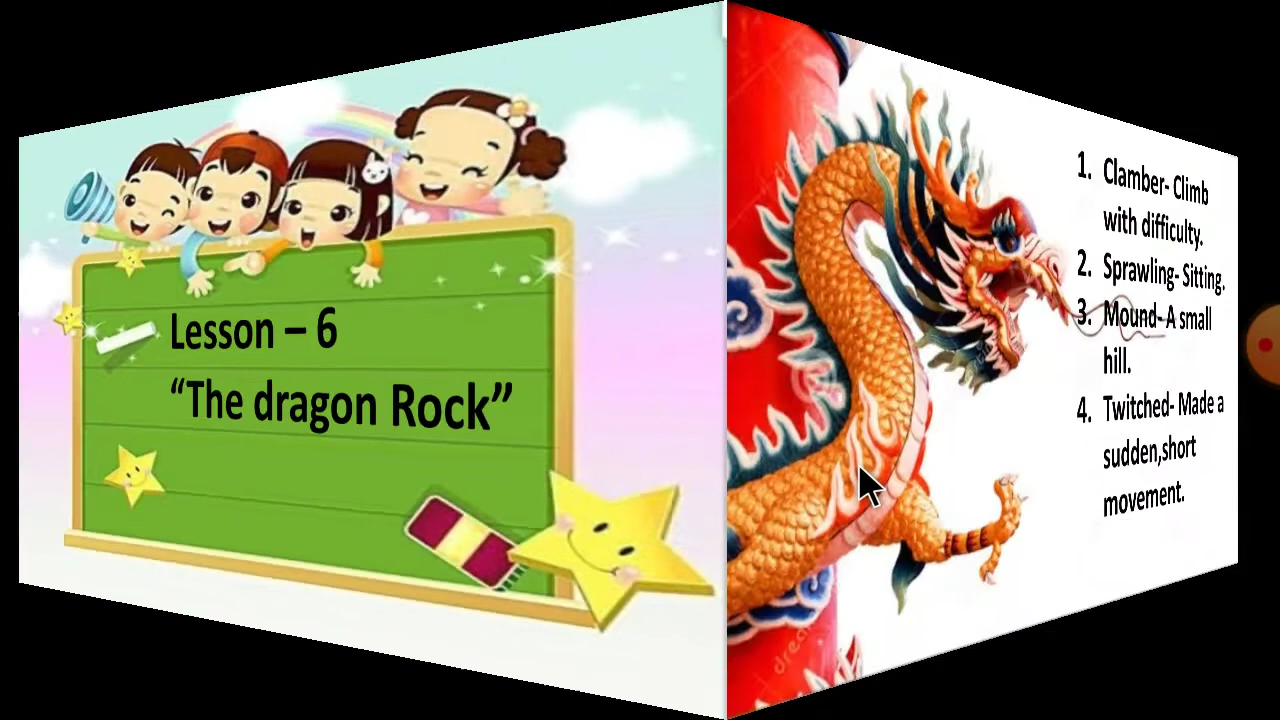 Lesson – 6
“The dragon Rock”
1. Clamber- Climb
with difficulty.
2. Sprawling- Sitting.
3. Mound- A small
hill.
4. Twitched- Made a
sudden,short
movement.